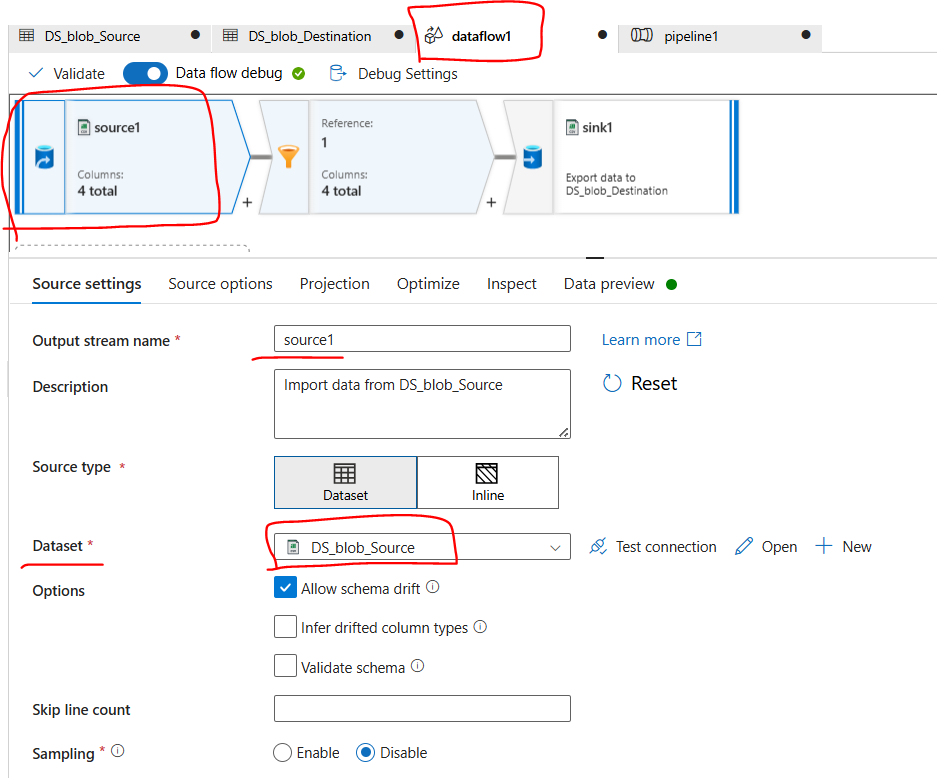 DS_blob_Source DS_blob_Destination dataflow1 pipeline1
Validate Data flow debug Debug Settings
source1
Columns:
4 total
Reference:
1
Columns:
4 total
sink1
Export data to
DS_blob_Destination
+ +
Source settings Source options Projection Optimize Inspect Data preview
Output stream name * source1 Learn more
Description Import data from DS_blob_Source Reset
Source type *
Dataset Inline
Dataset * DS_blob_Source Test connection Open New
Options Allow schema drift
Infer drifted column types
Validate schema
Skip line count
Sampling * Enable Disable